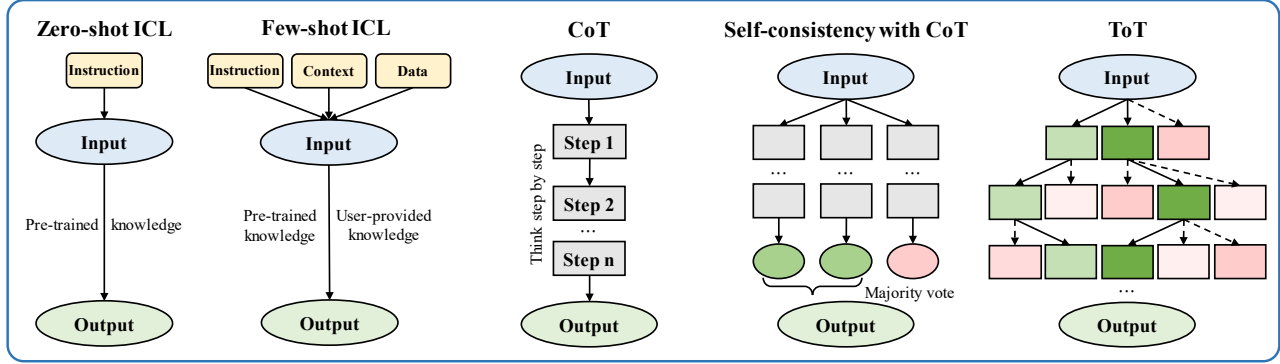 Zero-shot ICL
Instruction
Input
Pre-trained knowledge
Output
Few-shot ICL
Instruction Context Data
Input
Pre-trained
knowledge
User-provided
knowledge
Output
CoT
Input
Think step by step
Step 1
Step 2
...
Step n
Output
Self-consistency with CoT
Input
... ... ...
Majority vote
Output
ToT
Input
...
Output